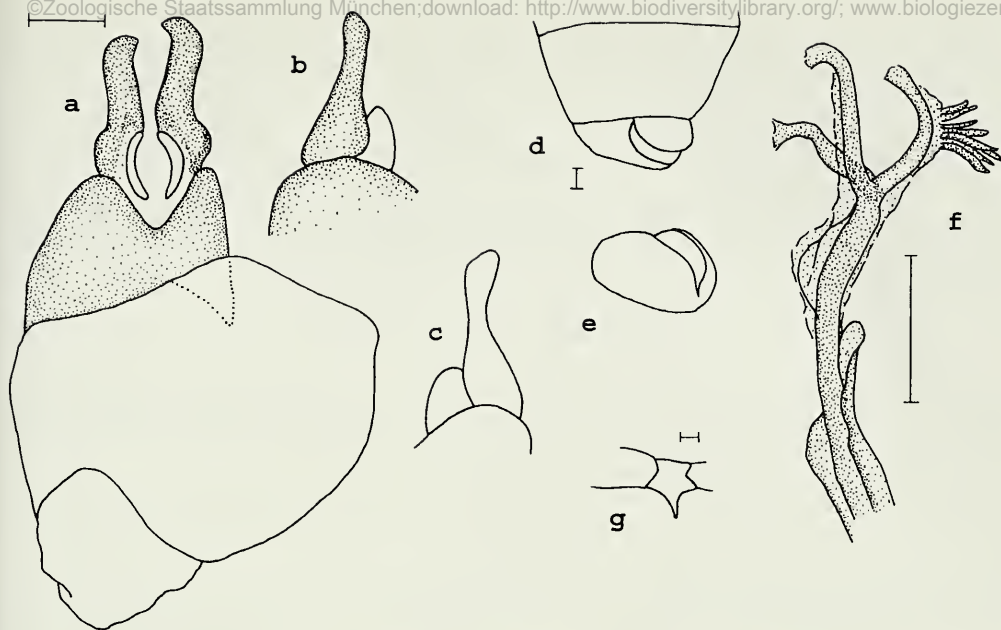 ©Zoologische Staatssammlung München;download: http://www.biodiversitylibrary.org/; www.biologiezen
a
b
c
d
e
f
g